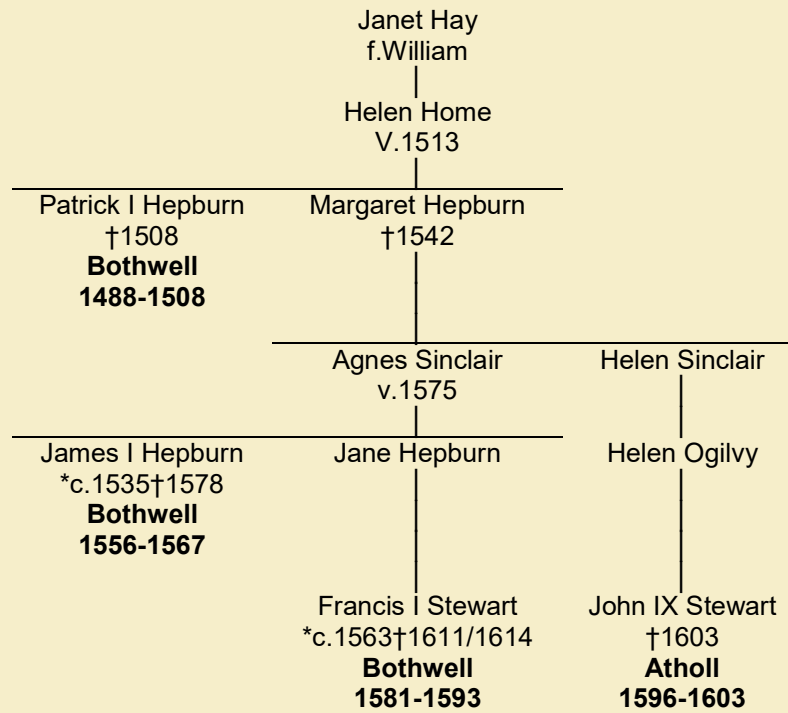 Janet Hay
f.William
Helen Home
V.1513
Patrick I Hepburn
†1508
Bothwell
1488-1508
Margaret Hepburn
†1542
Agnes Sinclair
v.1575
Helen Sinclair
James I Hepburn
*c.1535†1578
Bothwell
1556-1567
Jane Hepburn
Helen Ogilvy
Francis I Stewart
*c.1563†1611/1614
Bothwell
1581-1593
John IX Stewart
†1603
Atholl
1596-1603